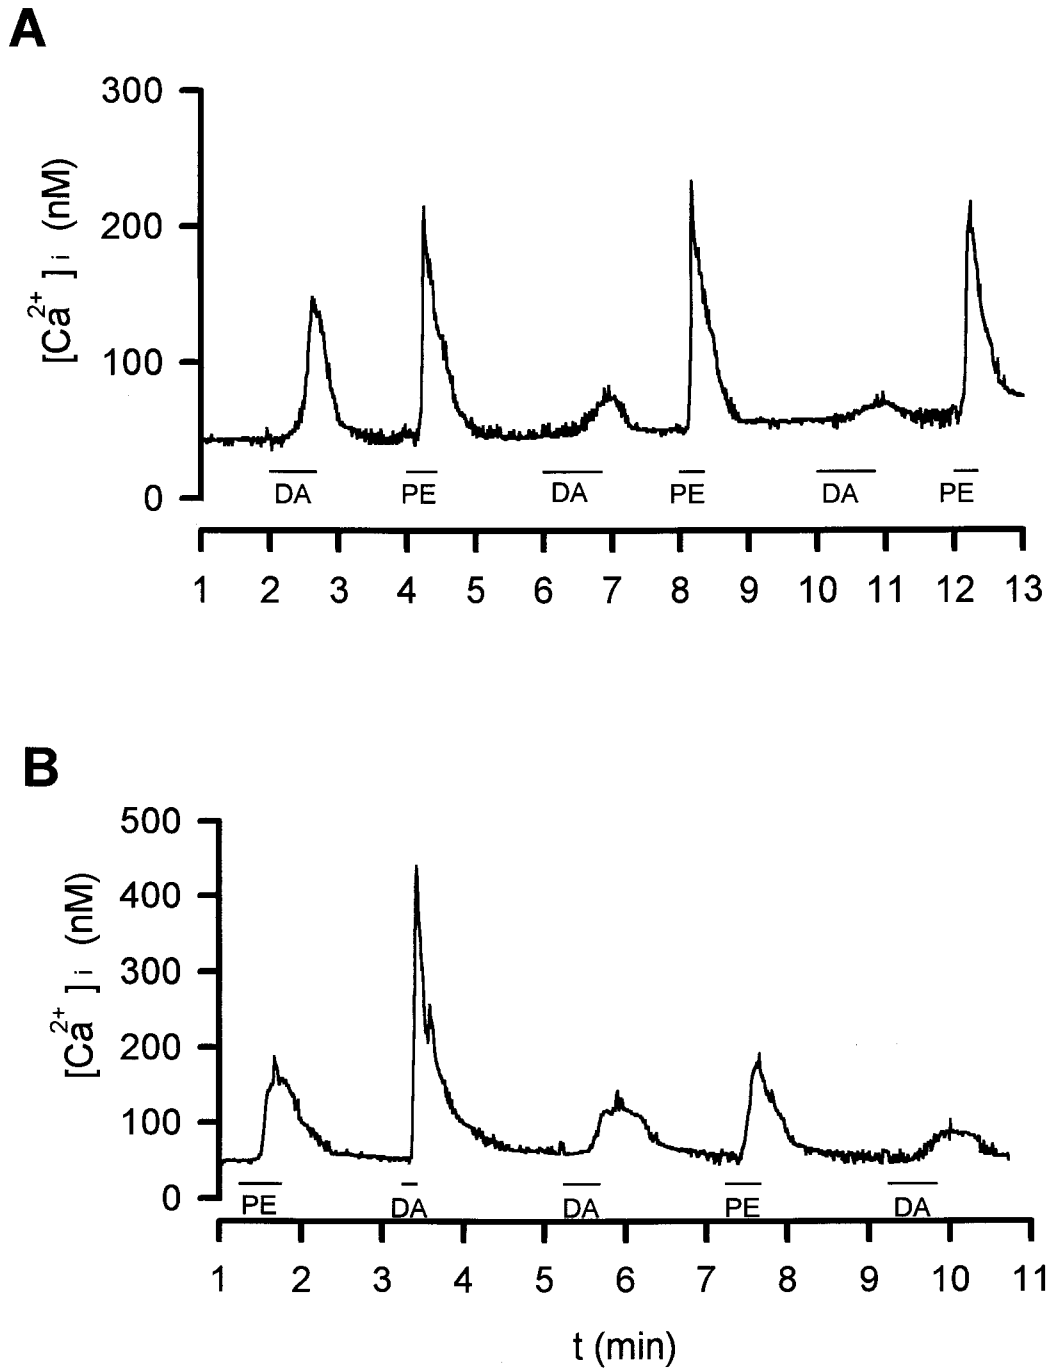 A
300
200
100
0
[Ca2+] i (nM)
DA PE DA PE DA PE
1 2 3 4 5 6 7 8 9 10 11 12 13
B
500
400
300
200
100
0
[Ca2+] i (nM)
PE DA DA PE DA
1 2 3 4 5 6 7 8 9 10 11
t (min)